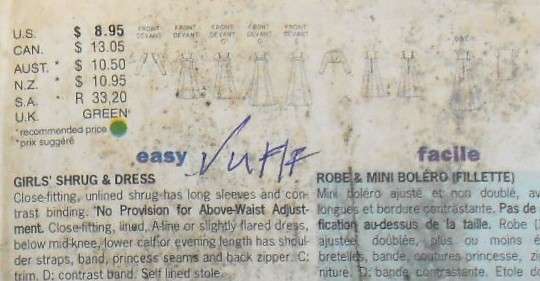 U.S. $ 8.95
CAN. $ 13.05
AUST. * $ 10.50
N.Z. * $ 10.95
S.A. R 33.20
U.K. GREEN*
*recommended price
*prix suggéré
FRONT DEVANT FRONT DEVANT FRONT DEVANT FRONT DEVANT
easy
facile
GIRLS' SHRUG & DRESS
Close-fitting, unlined shrug has long sleeves and con-
trast binding. *No Provision for Above-Waist Adjust-
ment. Close-fitting, lined, A-line or slightly flared dress,
below mid-knee, lower calf or evening length has shoul-
der straps, band, princess seams and back zipper. C:
trim. D: contrast band. Self lined stole.
ROBE & MINI BOLÉRO (FILLETTE)
Mini boléro ajusté et non doublé, av
longues et bordure contrastante. Pas de
fication au-dessus de la taille. Robe (
ajustée, doublée, plus ou moins é
bretelles, bande, coutures princesse, zi
niture. D: bande contrastante. Etole do